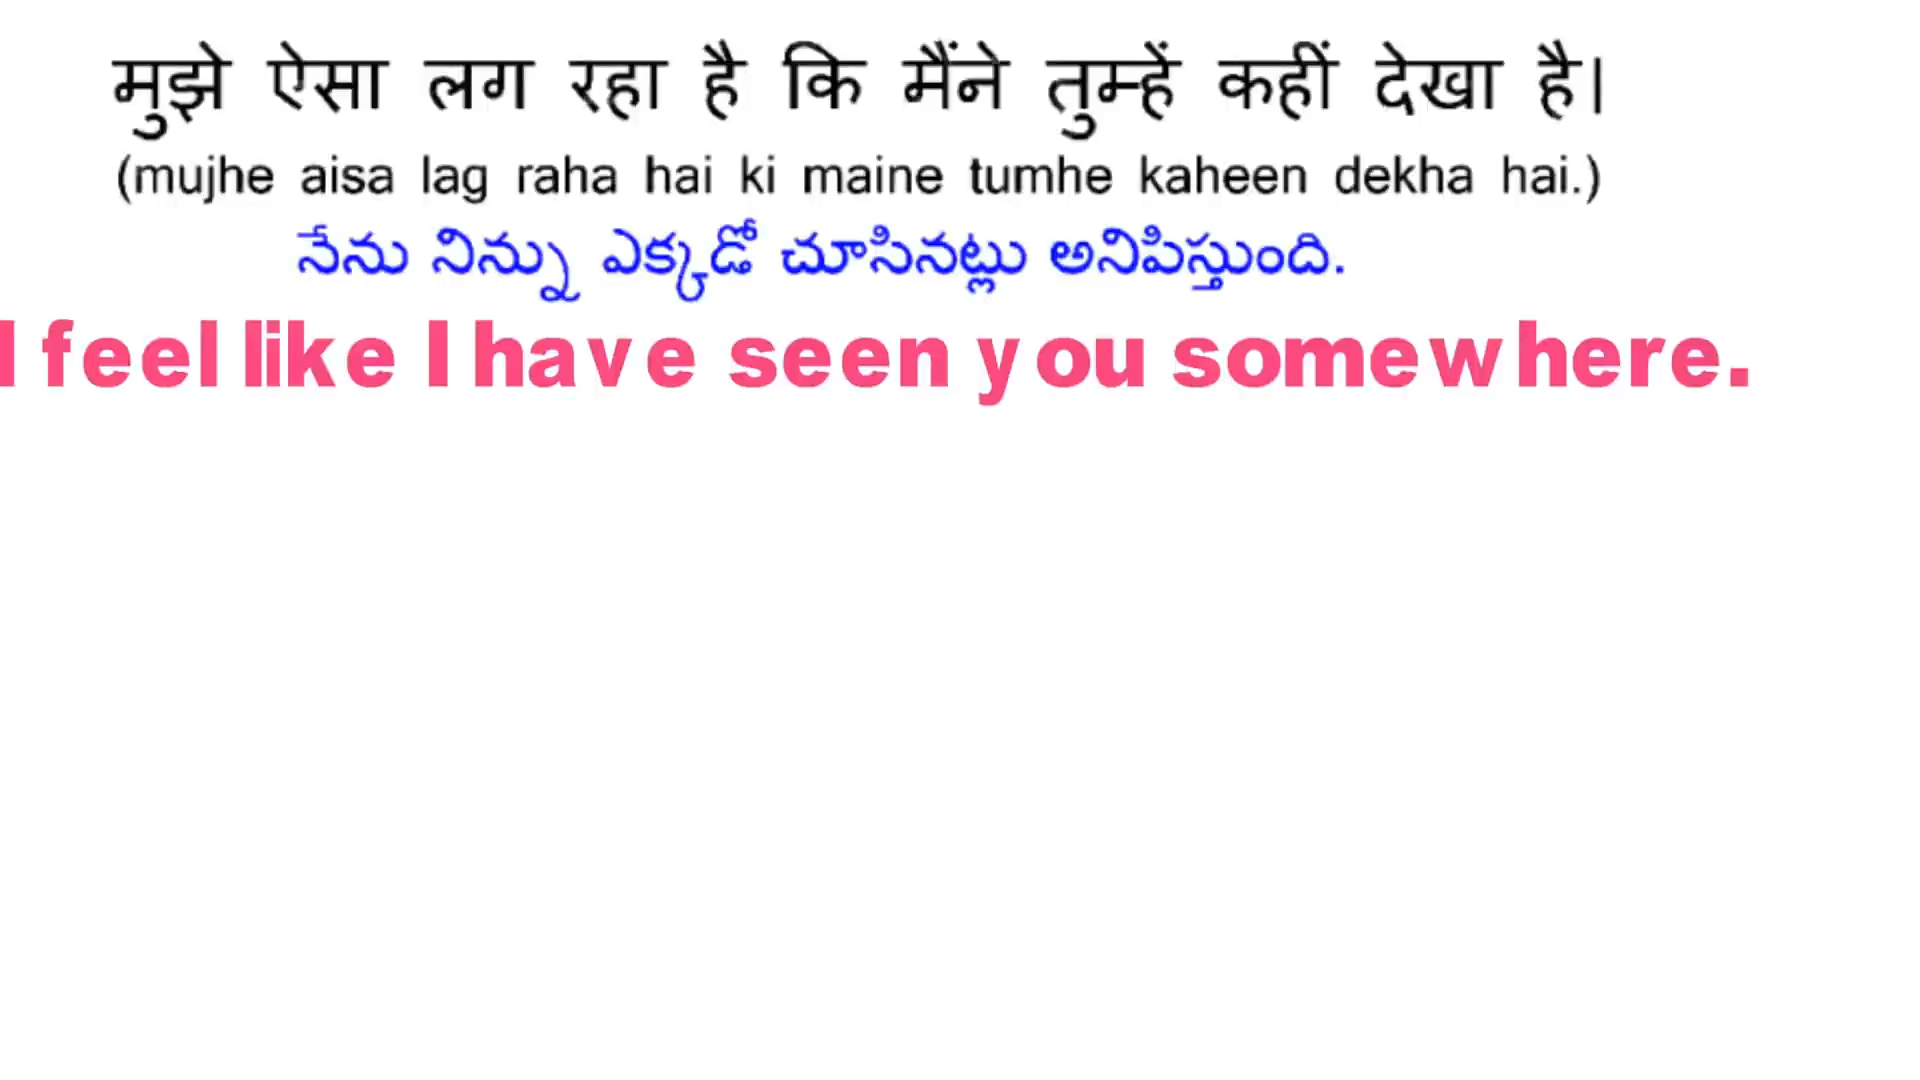 मुझे ऐसा लग रहा है कि मैंने तुम्हें कहीं देखा है।
(mujhe aisa lag raha hai ki maine tumhe kaheen dekha hai.)
నేను నిన్ను ఎక్కడో చూసినట్లు అనిపిస్తుంది.
I feel like I have seen you somewhere.